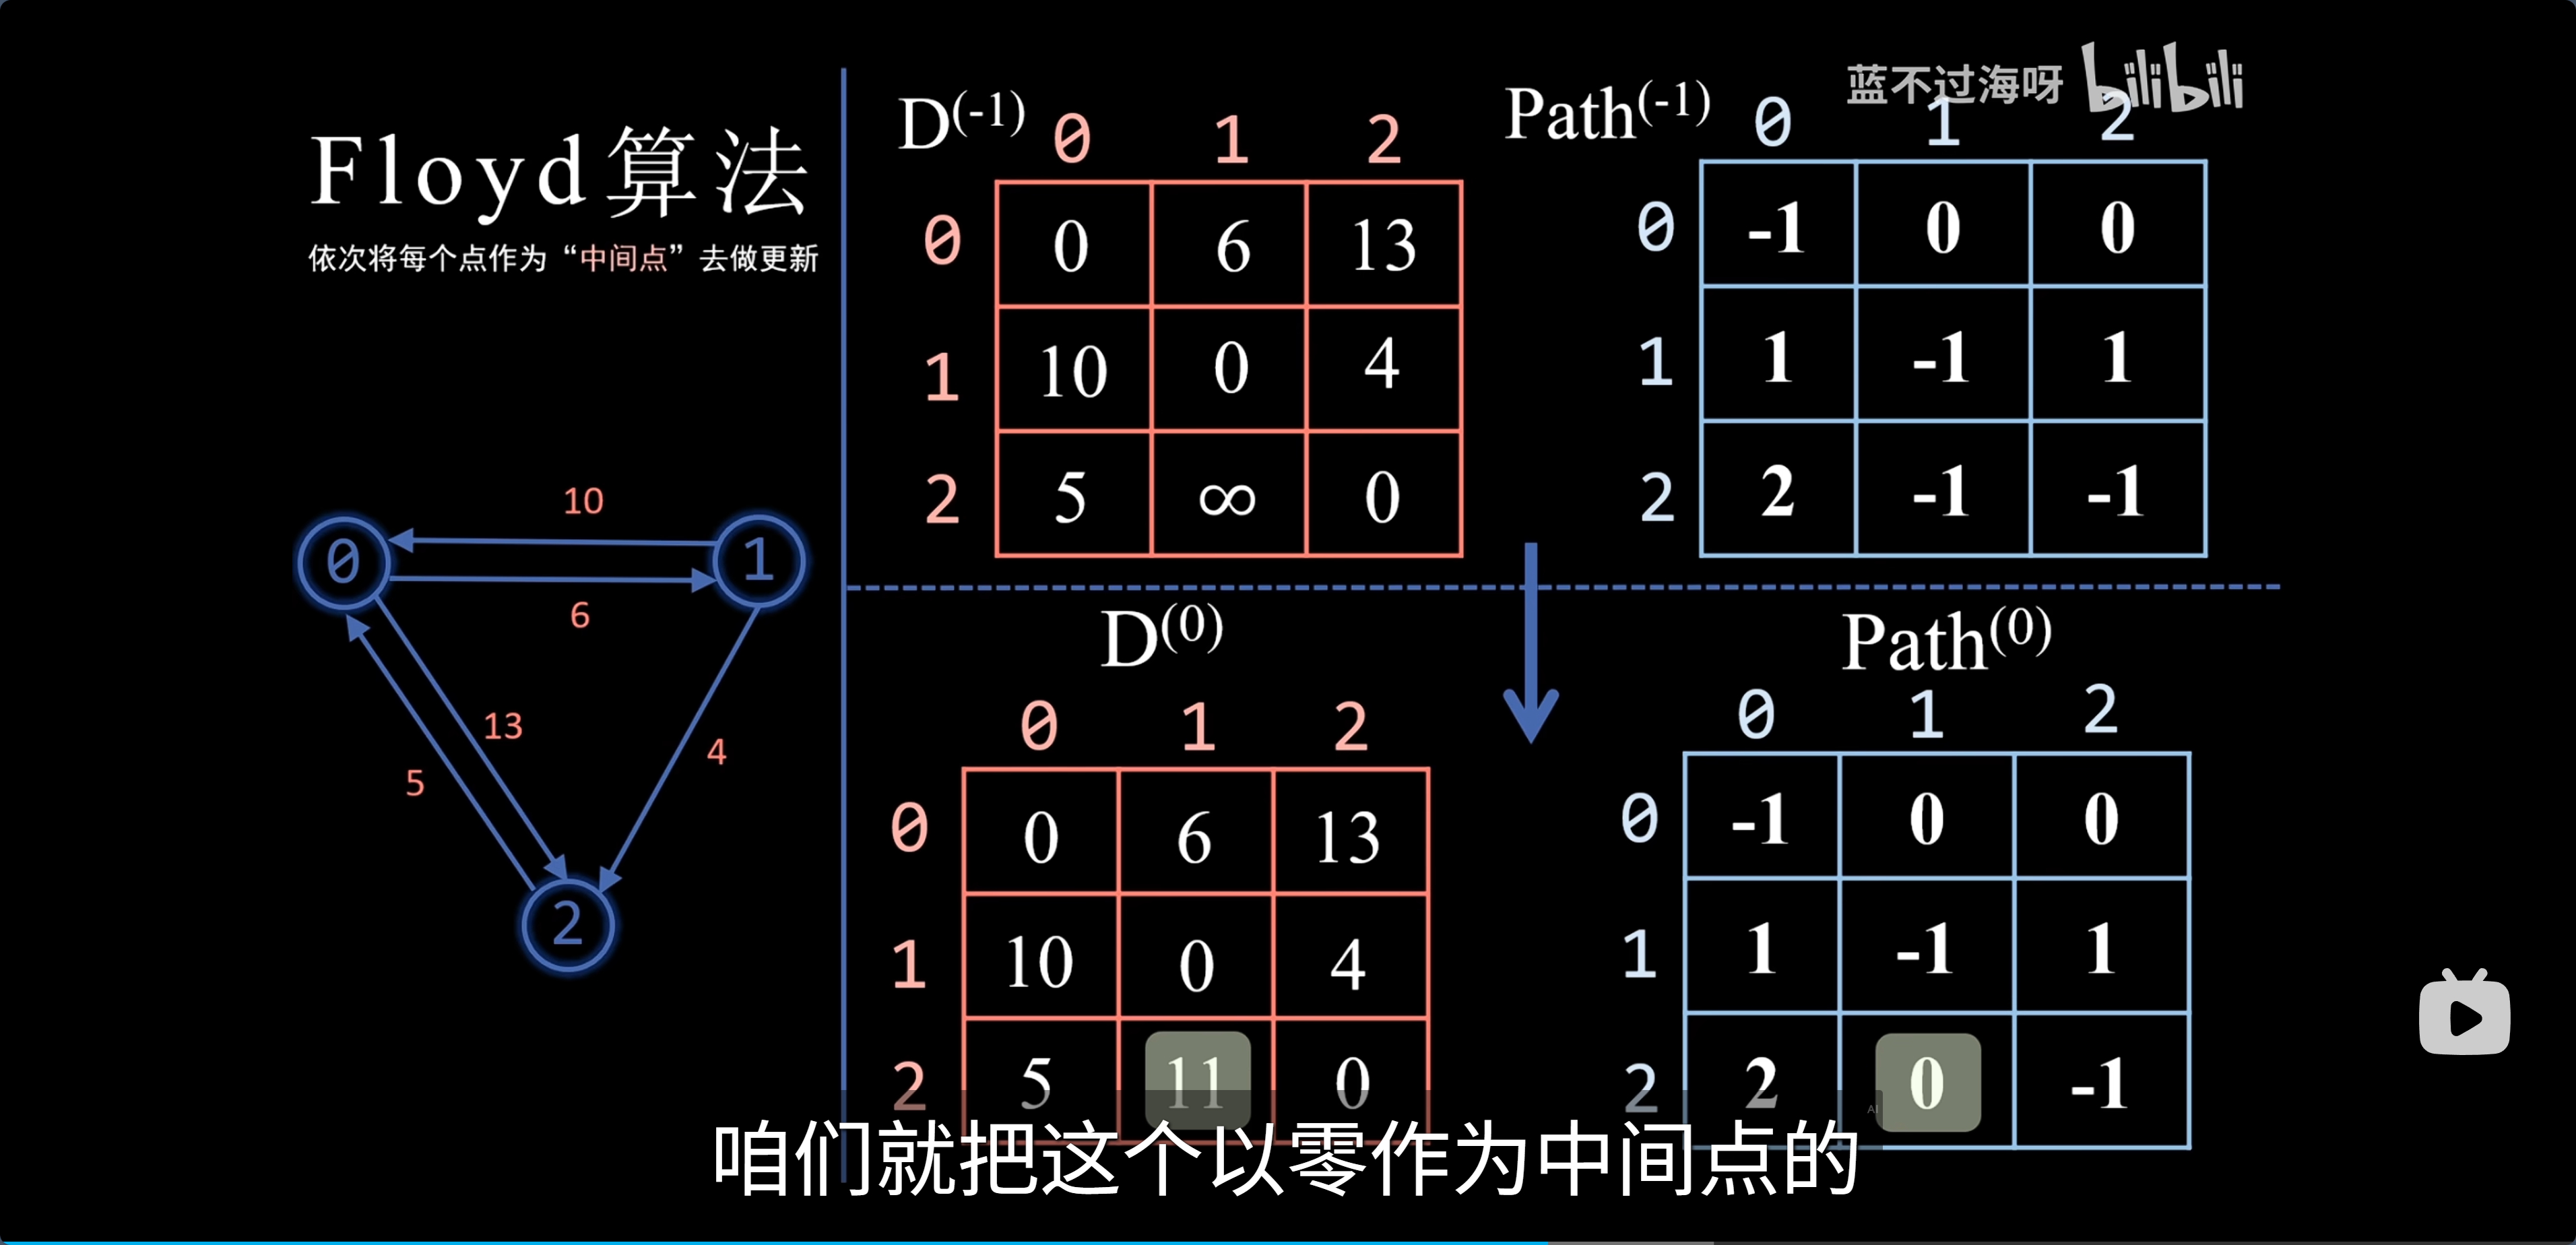 蓝不过海呀 bilibili
Floyd算法
依次将每个点作为“中间点”去做更新
10
0
1
6
13
5
4
2
D(-1)
0 1 2
0 0 6 13
1 10 0 4
2 5 ∞ 0
Path(-1)
0 1 2
0 -1 0 0
1 1 -1 1
2 2 -1 -1
D(0)
0 1 2
0 0 6 13
1 10 0 4
2 5 11 0
Path(0)
0 1 2
0 -1 0 0
1 1 -1 1
2 2 0 -1
AI
咱们就把这个以零作为中间点的